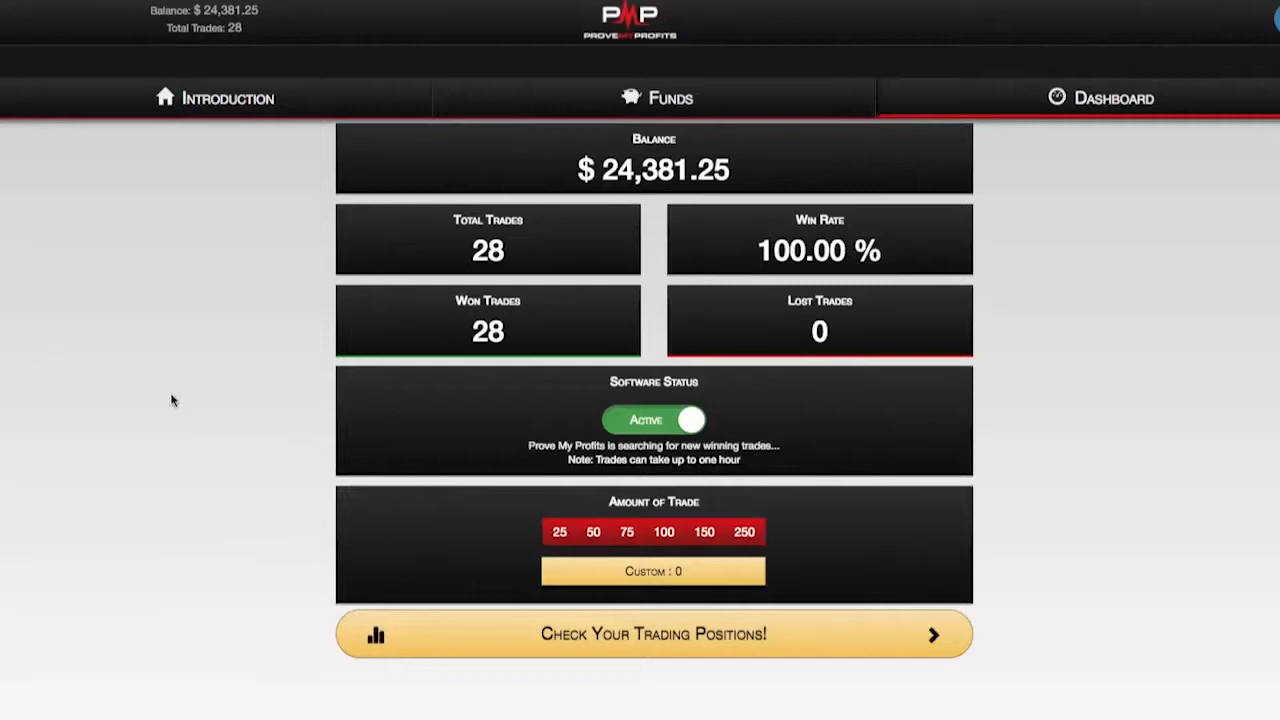 Balance: $ 24,381.25
Total Trades: 28
PMP
PROVEMYPROFITS
INTRODUCTION
FUNDS
DASHBOARD
BALANCE
$ 24,381.25
TOTAL TRADES
28
WIN RATE
100.00 %
WON TRADES
28
LOST TRADES
0
SOFTWARE STATUS
ACTIVE
Prove My Profits is searching for new winning trades...
Note: Trades can take up to one hour
AMOUNT OF TRADE
25 50 75 100 150 250
CUSTOM : 0
CHECK YOUR TRADING POSITIONS!